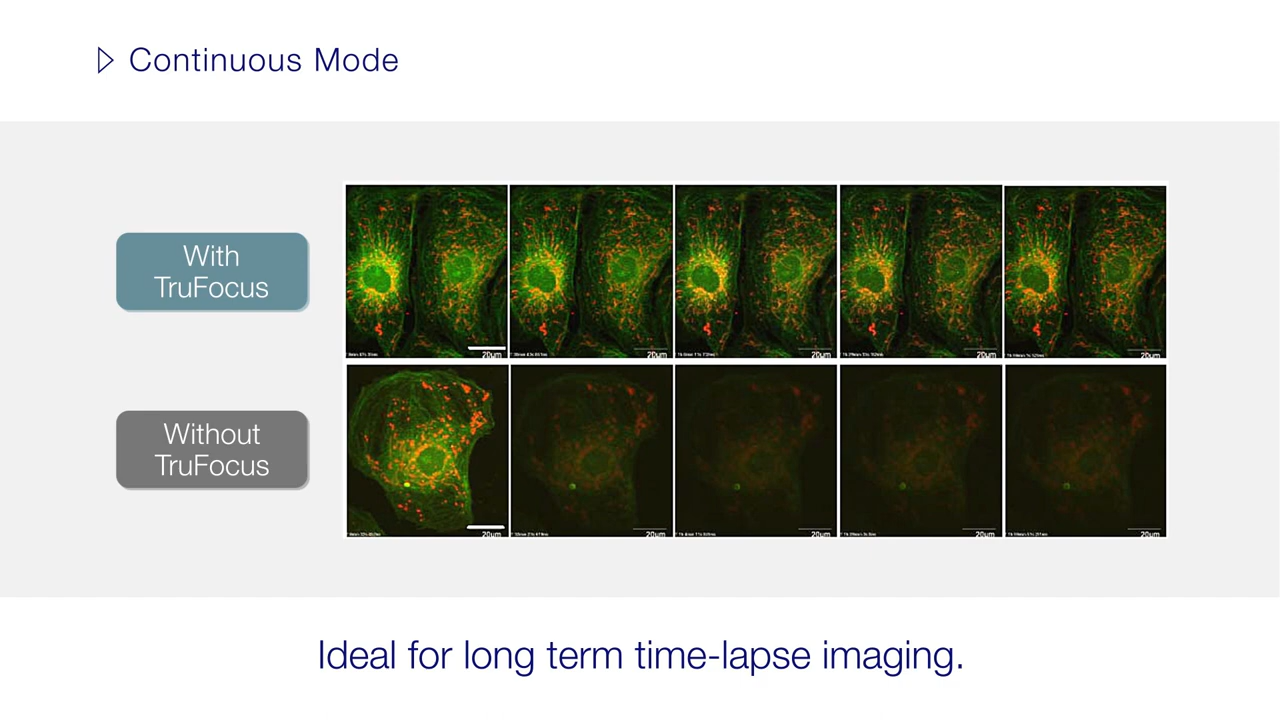 Continuous Mode
With
TruFocus
20μm 20μm 20μm 20μm 20μm
Without
TruFocus
20μm 20μm 20μm 20μm 20μm
Ideal for long term time-lapse imaging.